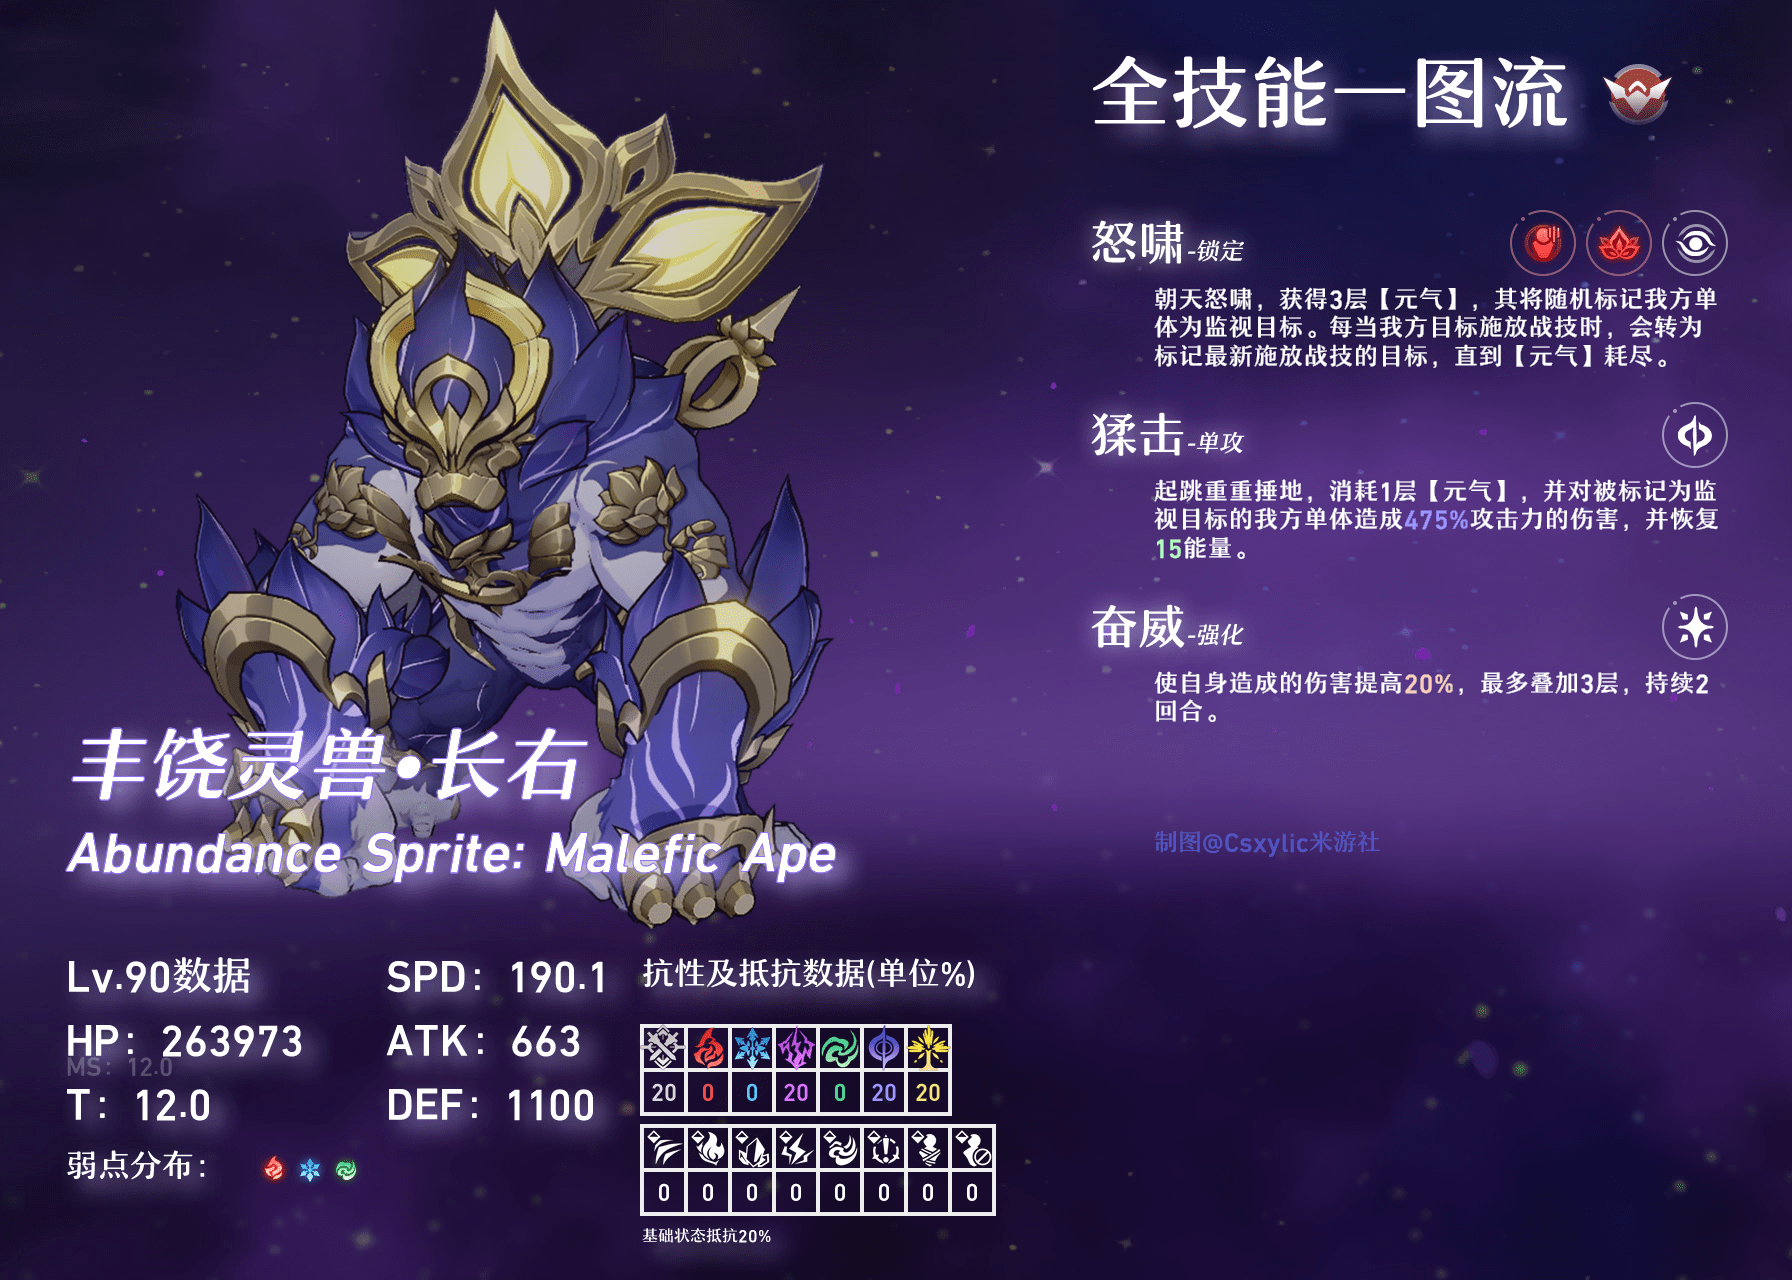 全技能一图流
怒啸-锁定
朝天怒啸，获得3层【元气】，其将随机标记我方单
体为监视目标。每当我方目标施放战技时，会转为
标记最新施放战技的目标，直到【元气】耗尽。
猱击-单攻
起跳重重捶地，消耗1层【元气】，并对被标记为监
视目标的我方单体造成475%攻击力的伤害，并恢复
15能量。
奋威-强化
使自身造成的伤害提高20%，最多叠加3层，持续2
回合。
制图@Csxylic米游社
丰饶灵兽•长右
Abundance Sprite: Malefic Ape
Lv.90数据
SPD: 190.1
HP: 263973
ATK: 663
MS: 12.0
T: 12.0
DEF: 1100
弱点分布:
抗性及抵抗数据(单位%)
20 0 0 20 0 20 20
0 0 0 0 0 0 0 0
基础状态抵抗20%